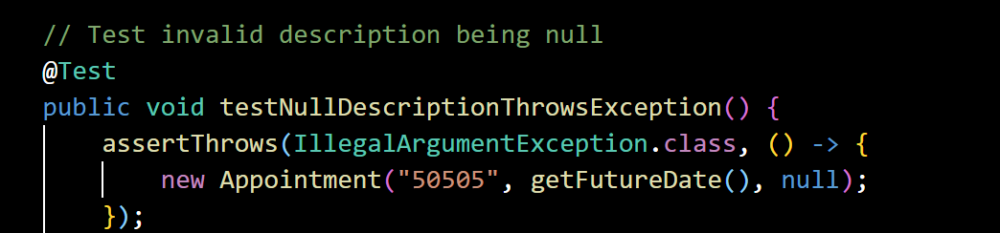 // Test invalid description being null
@Test
public void testNullDescriptionThrowsException() {
assertThrows(IllegalArgumentException.class, () -> {
new Appointment("50505", getFutureDate(), null);
});